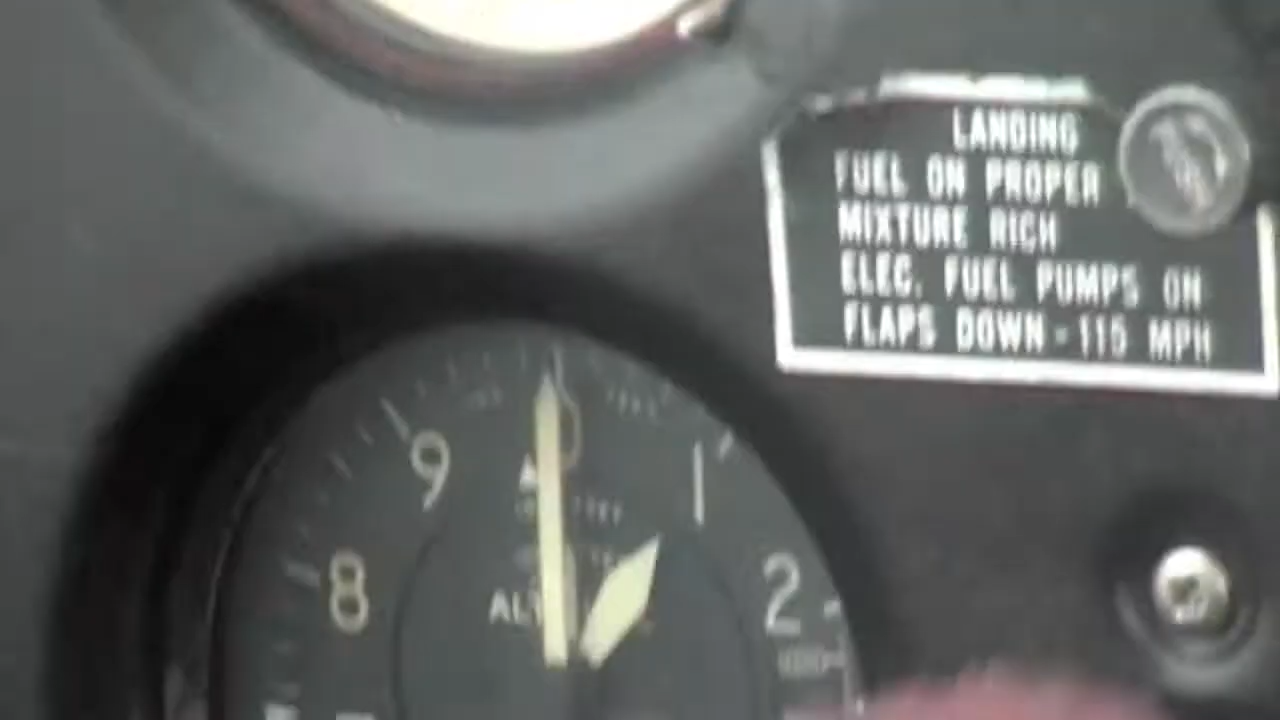 LANDING
FUEL ON PROPER
MIXTURE RICH
ELEC. FUEL PUMPS ON
FLAPS DOWN - 115 MPH
9
1
8
2